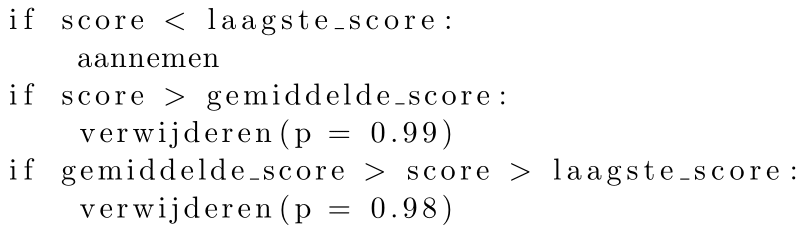 if score < laagste_score:
aannemen
if score > gemiddelde_score:
verwijderen(p = 0.99)
if gemiddelde_score > score > laagste_score:
verwijderen(p = 0.98)